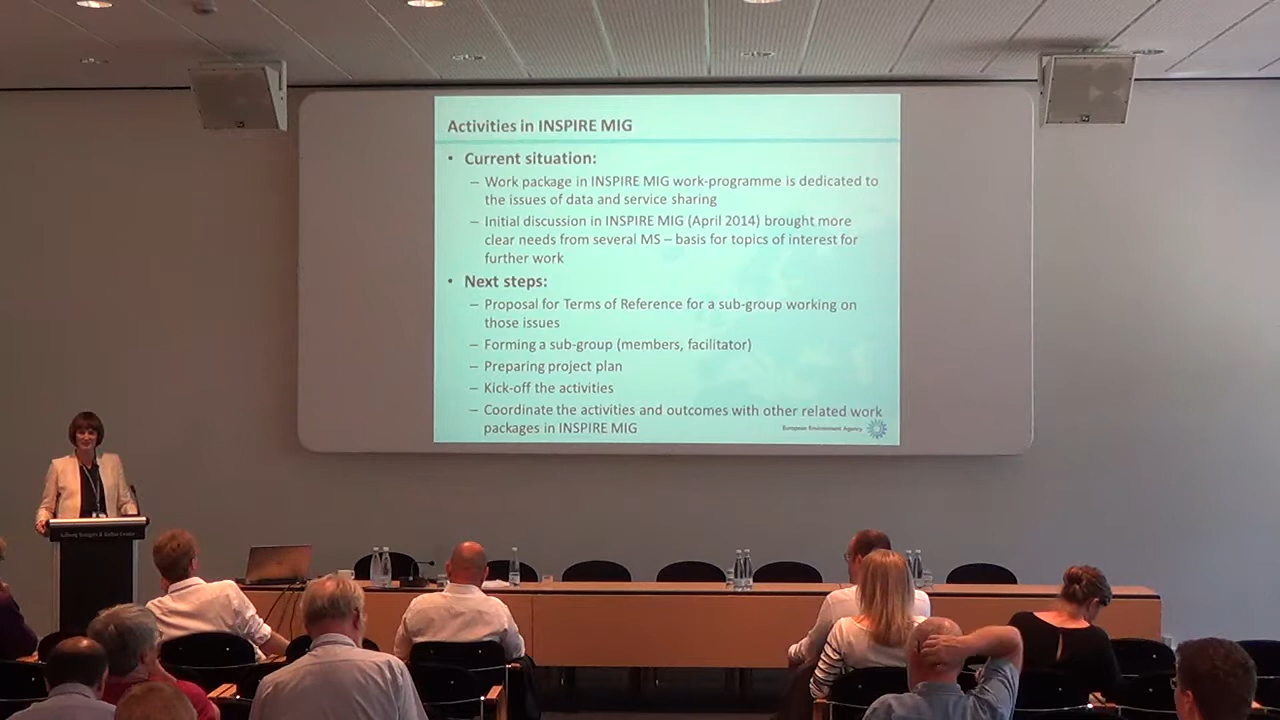 Activities in INSPIRE MIG
• Current situation:
– Work package in INSPIRE MIG work-programme is dedicated to
the issues of data and service sharing
– Initial discussion in INSPIRE MIG (April 2014) brought more
clear needs from several MS – basis for topics of interest for
further work
• Next steps:
– Proposal for Terms of Reference for a sub-group working on
those issues
– Forming a sub-group (members, facilitator)
– Preparing project plan
– Kick-off the activities
– Coordinate the activities and outcomes with other related work
packages in INSPIRE MIG
European Environment Agency
Aalborg Kongres & Kultur Center